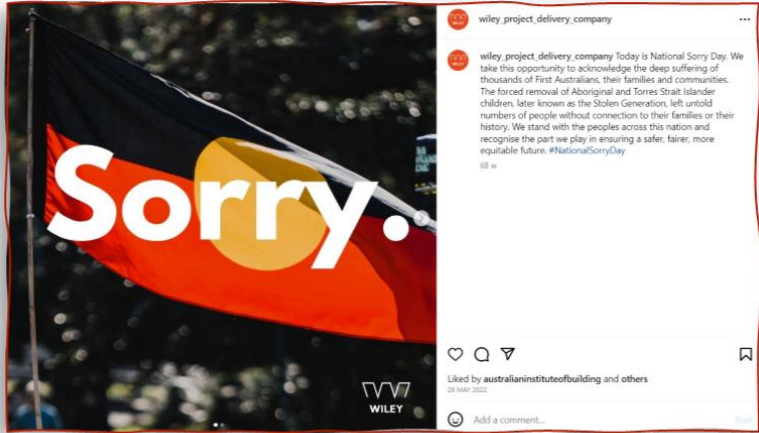 Sorry.
WILEY
wiley_project_delivery_company
wiley_project_delivery_company Today is National Sorry Day. We
take this opportunity to acknowledge the deep suffering of
thousands of First Australians, their families and communities.
The forced removal of Aboriginal and Torres Strait Islander
children, later known as the Stolen Generation, left untold
numbers of people without connection to their families or their
history. We stand with the peoples across this nation and
recognise the part we play in ensuring a safer, fairer, more
equitable future. #NationalSorryDay
68 w
Liked by australianinstituteofbuilding and others
26 MAY 2022
Add a comment...
Post